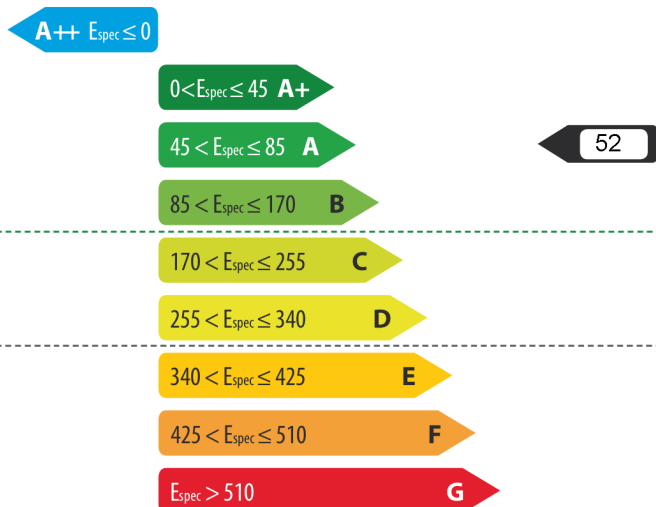 A++ Espec ≤ 0
0<Espec ≤ 45 A+
45 < Espec ≤ 85 A
52
85 < Espec ≤ 170 B
170 < Espec ≤ 255 C
255 < Espec ≤ 340 D
340 < Espec ≤ 425 E
425 < Espec ≤ 510 F
Espec > 510 G